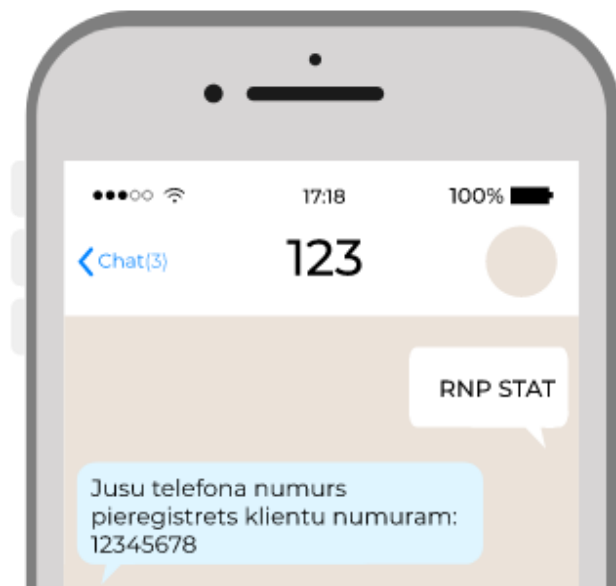 17:18
100%
Chat(3)
123
RNP STAT
Jusu telefona numurs
pieregistrets klientu numuram:
12345678